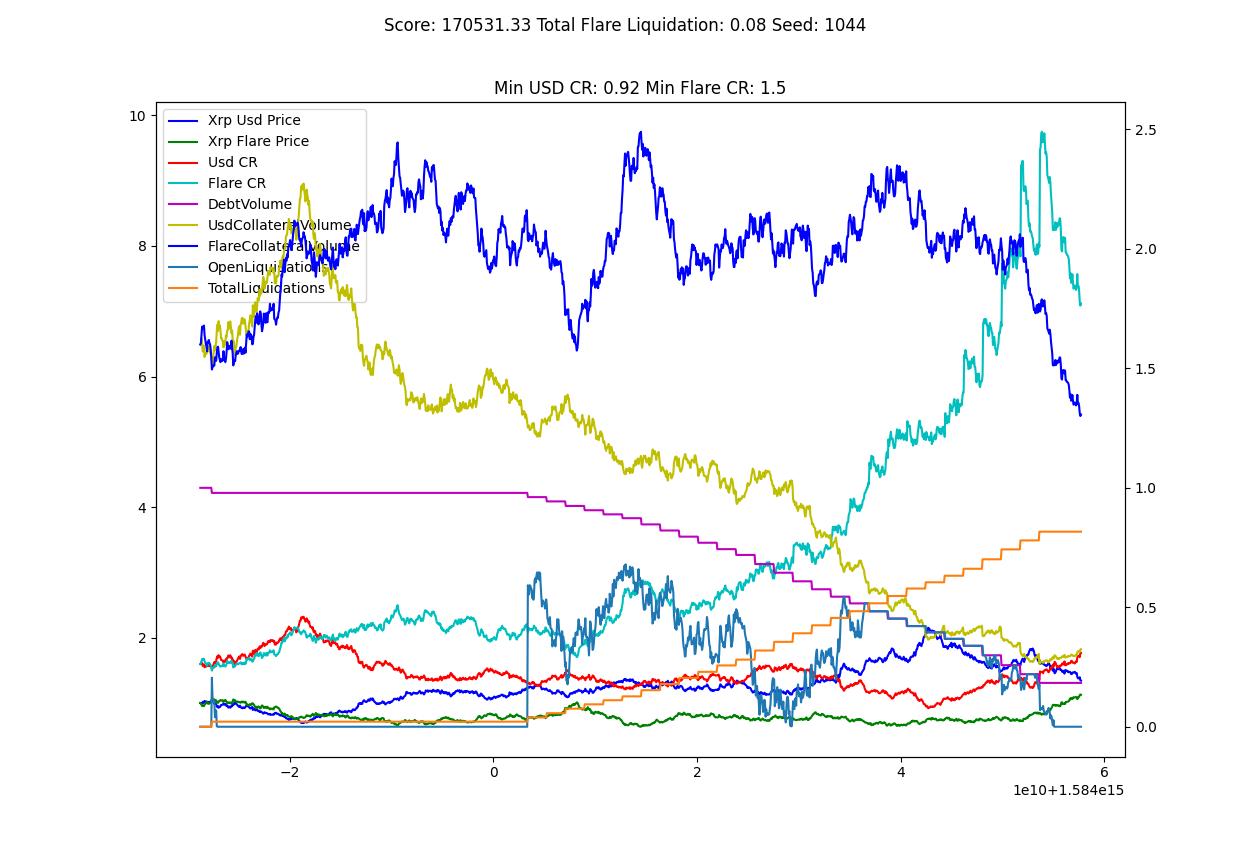 Score: 170531.33 Total Flare Liquidation: 0.08 Seed: 1044
Min USD CR: 0.92 Min Flare CR: 1.5
Xrp Usd Price
Xrp Flare Price
Usd CR
Flare CR
DebtVolume
UsdCollateralVolume
FlareCollateralVolume
OpenLiquidations
TotalLiquidations
10
8
6
4
2
2.5
2.0
1.5
1.0
0.5
0.0
−2
0
2
4
6
1e10+1.584e15